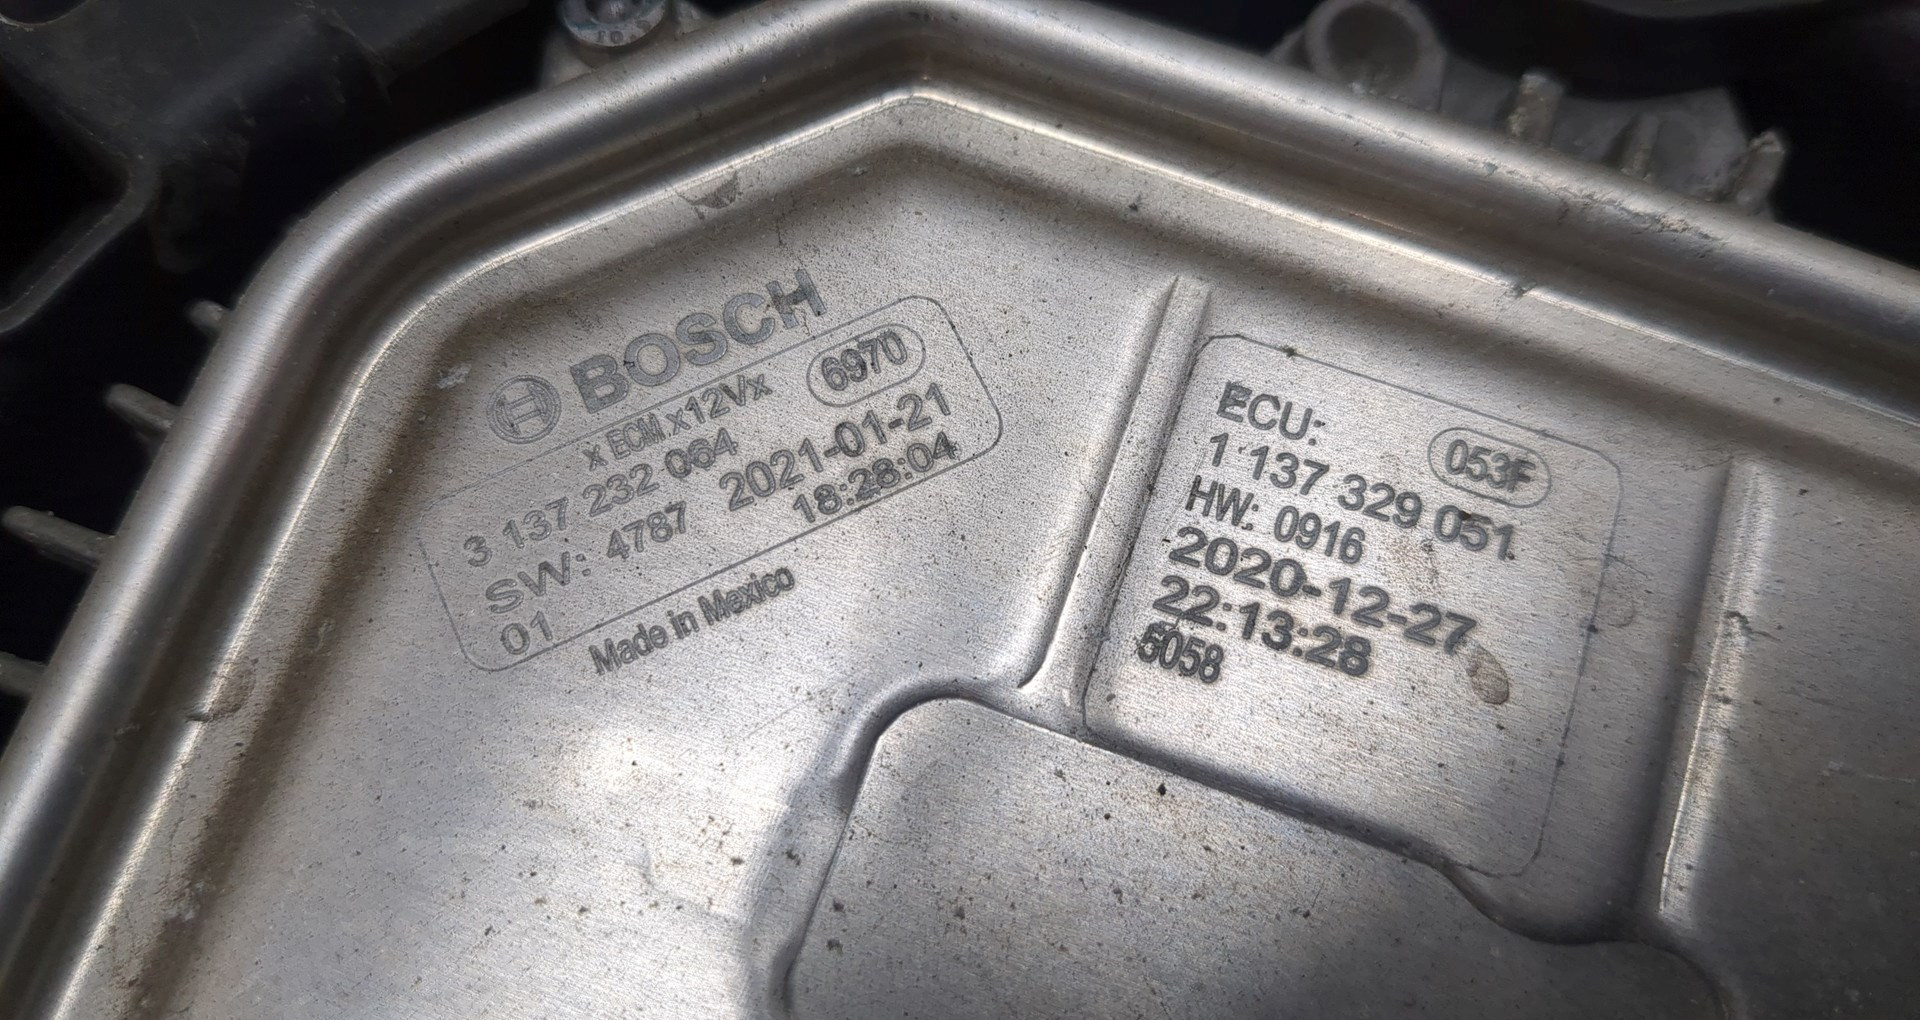 BOSCH
x ECM x12Vx 6970
3 137 232 064
SW: 4787 2021-01-21
01 18:28:04
Made in Mexico
ECU: 053F
1 137 329 051
HW: 0916
2020-12-27
22:13:28
5058